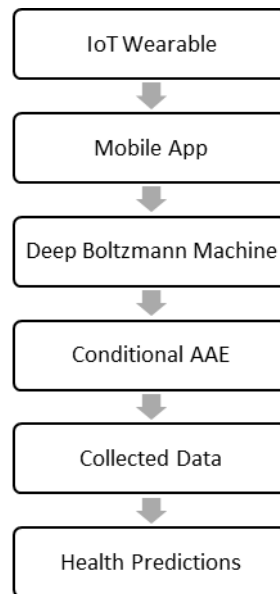 IoT Wearable
Mobile App
Deep Boltzmann Machine
Conditional AAE
Collected Data
Health Predictions